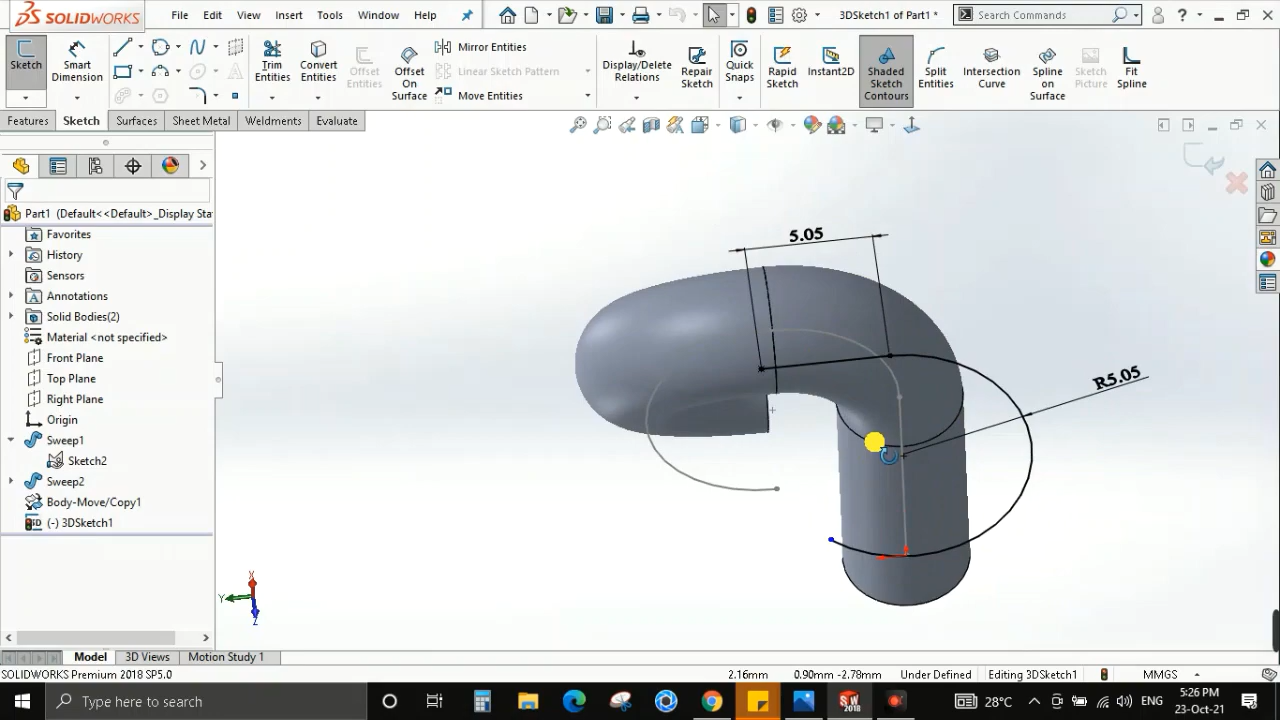 SOLIDWORKS
File Edit View Insert Tools Window Help
3DSketch1 of Part1 *
Search Commands
Sketch
Smart Dimension
Trim Entities
Convert Entities
Offset Entities
Offset On Surface
Mirror Entities
Linear Sketch Pattern
Move Entities
Display/Delete Relations
Repair Sketch
Quick Snaps
Rapid Sketch
Instant2D
Shaded Sketch Contours
Split Entities
Intersection Curve
Spline on Surface
Sketch Picture
Fit Spline
Features Sketch Surfaces Sheet Metal Weldments Evaluate
Part1 (Default<<Default>_Display Sta
Favorites
History
Sensors
Annotations
Solid Bodies(2)
Material <not specified>
Front Plane
Top Plane
Right Plane
Origin
Sweep1
Sketch2
Sweep2
Body-Move/Copy1
(-) 3DSketch1
5.05
R5.05
X
Y
Z
Model 3D Views Motion Study 1
SOLIDWORKS Premium 2018 SP5.0
2.16mm 0.90mm -2.78mm Under Defined Editing 3DSketch1 MMGS
Type here to search
SW
2018
28°C
ENG
5:26 PM
23-Oct-21